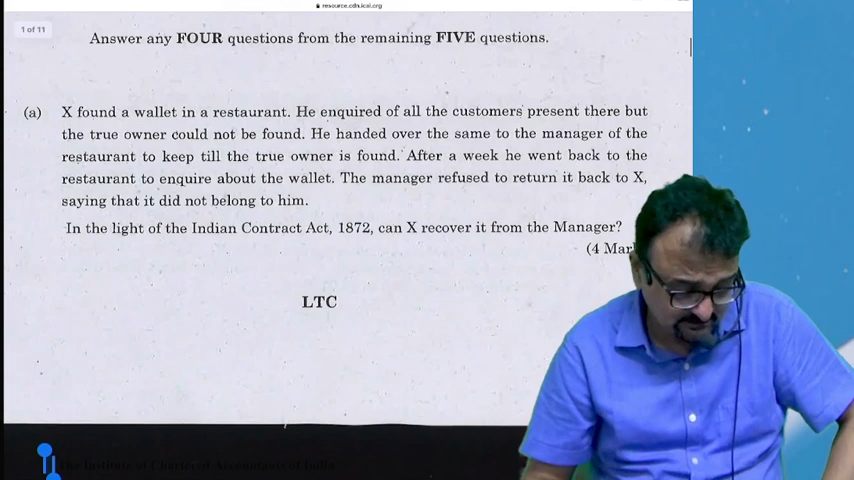 resource.cdn.icai.org
1 of 11
Answer any FOUR questions from the remaining FIVE questions.
(a) X found a wallet in a restaurant. He enquired of all the customers present there but
the true owner could not be found. He handed over the same to the manager of the
restaurant to keep till the true owner is found. After a week he went back to the
restaurant to enquire about the wallet. The manager refused to return it back to X,
saying that it did not belong to him.
In the light of the Indian Contract Act, 1872, can X recover it from the Manager?
(4 Mar
LTC
The Institute of Chartered Accountants of India